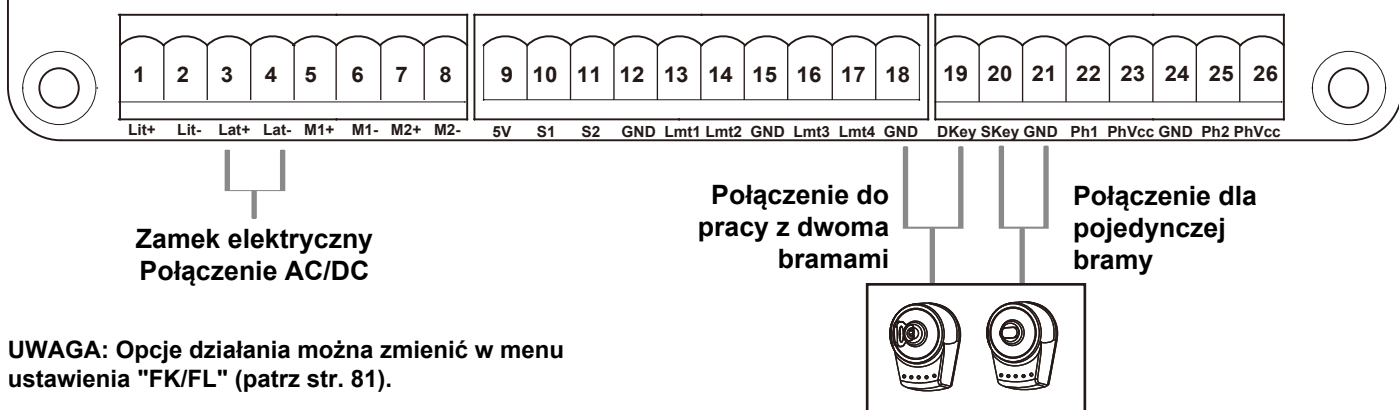 1 2 3 4 5 6 7 8 9 10 11 12 13 14 15 16 17 18 19 20 21 22 23 24 25 26
Lit+ Lit- Lat+ Lat- M1+ M1- M2+ M2- 5V S1 S2 GND Lmt1 Lmt2 GND Lmt3 Lmt4 GND DKey SKey GND Ph1 PhVcc GND Ph2 PhVcc
Zamek elektryczny
Połączenie AC/DC
Połączenie do
pracy z dwoma
bramami
Połączenie dla
pojedynczej
bramy
UWAGA: Opcje działania można zmienić w menu
ustawienia "FK/FL" (patrz str. 81).